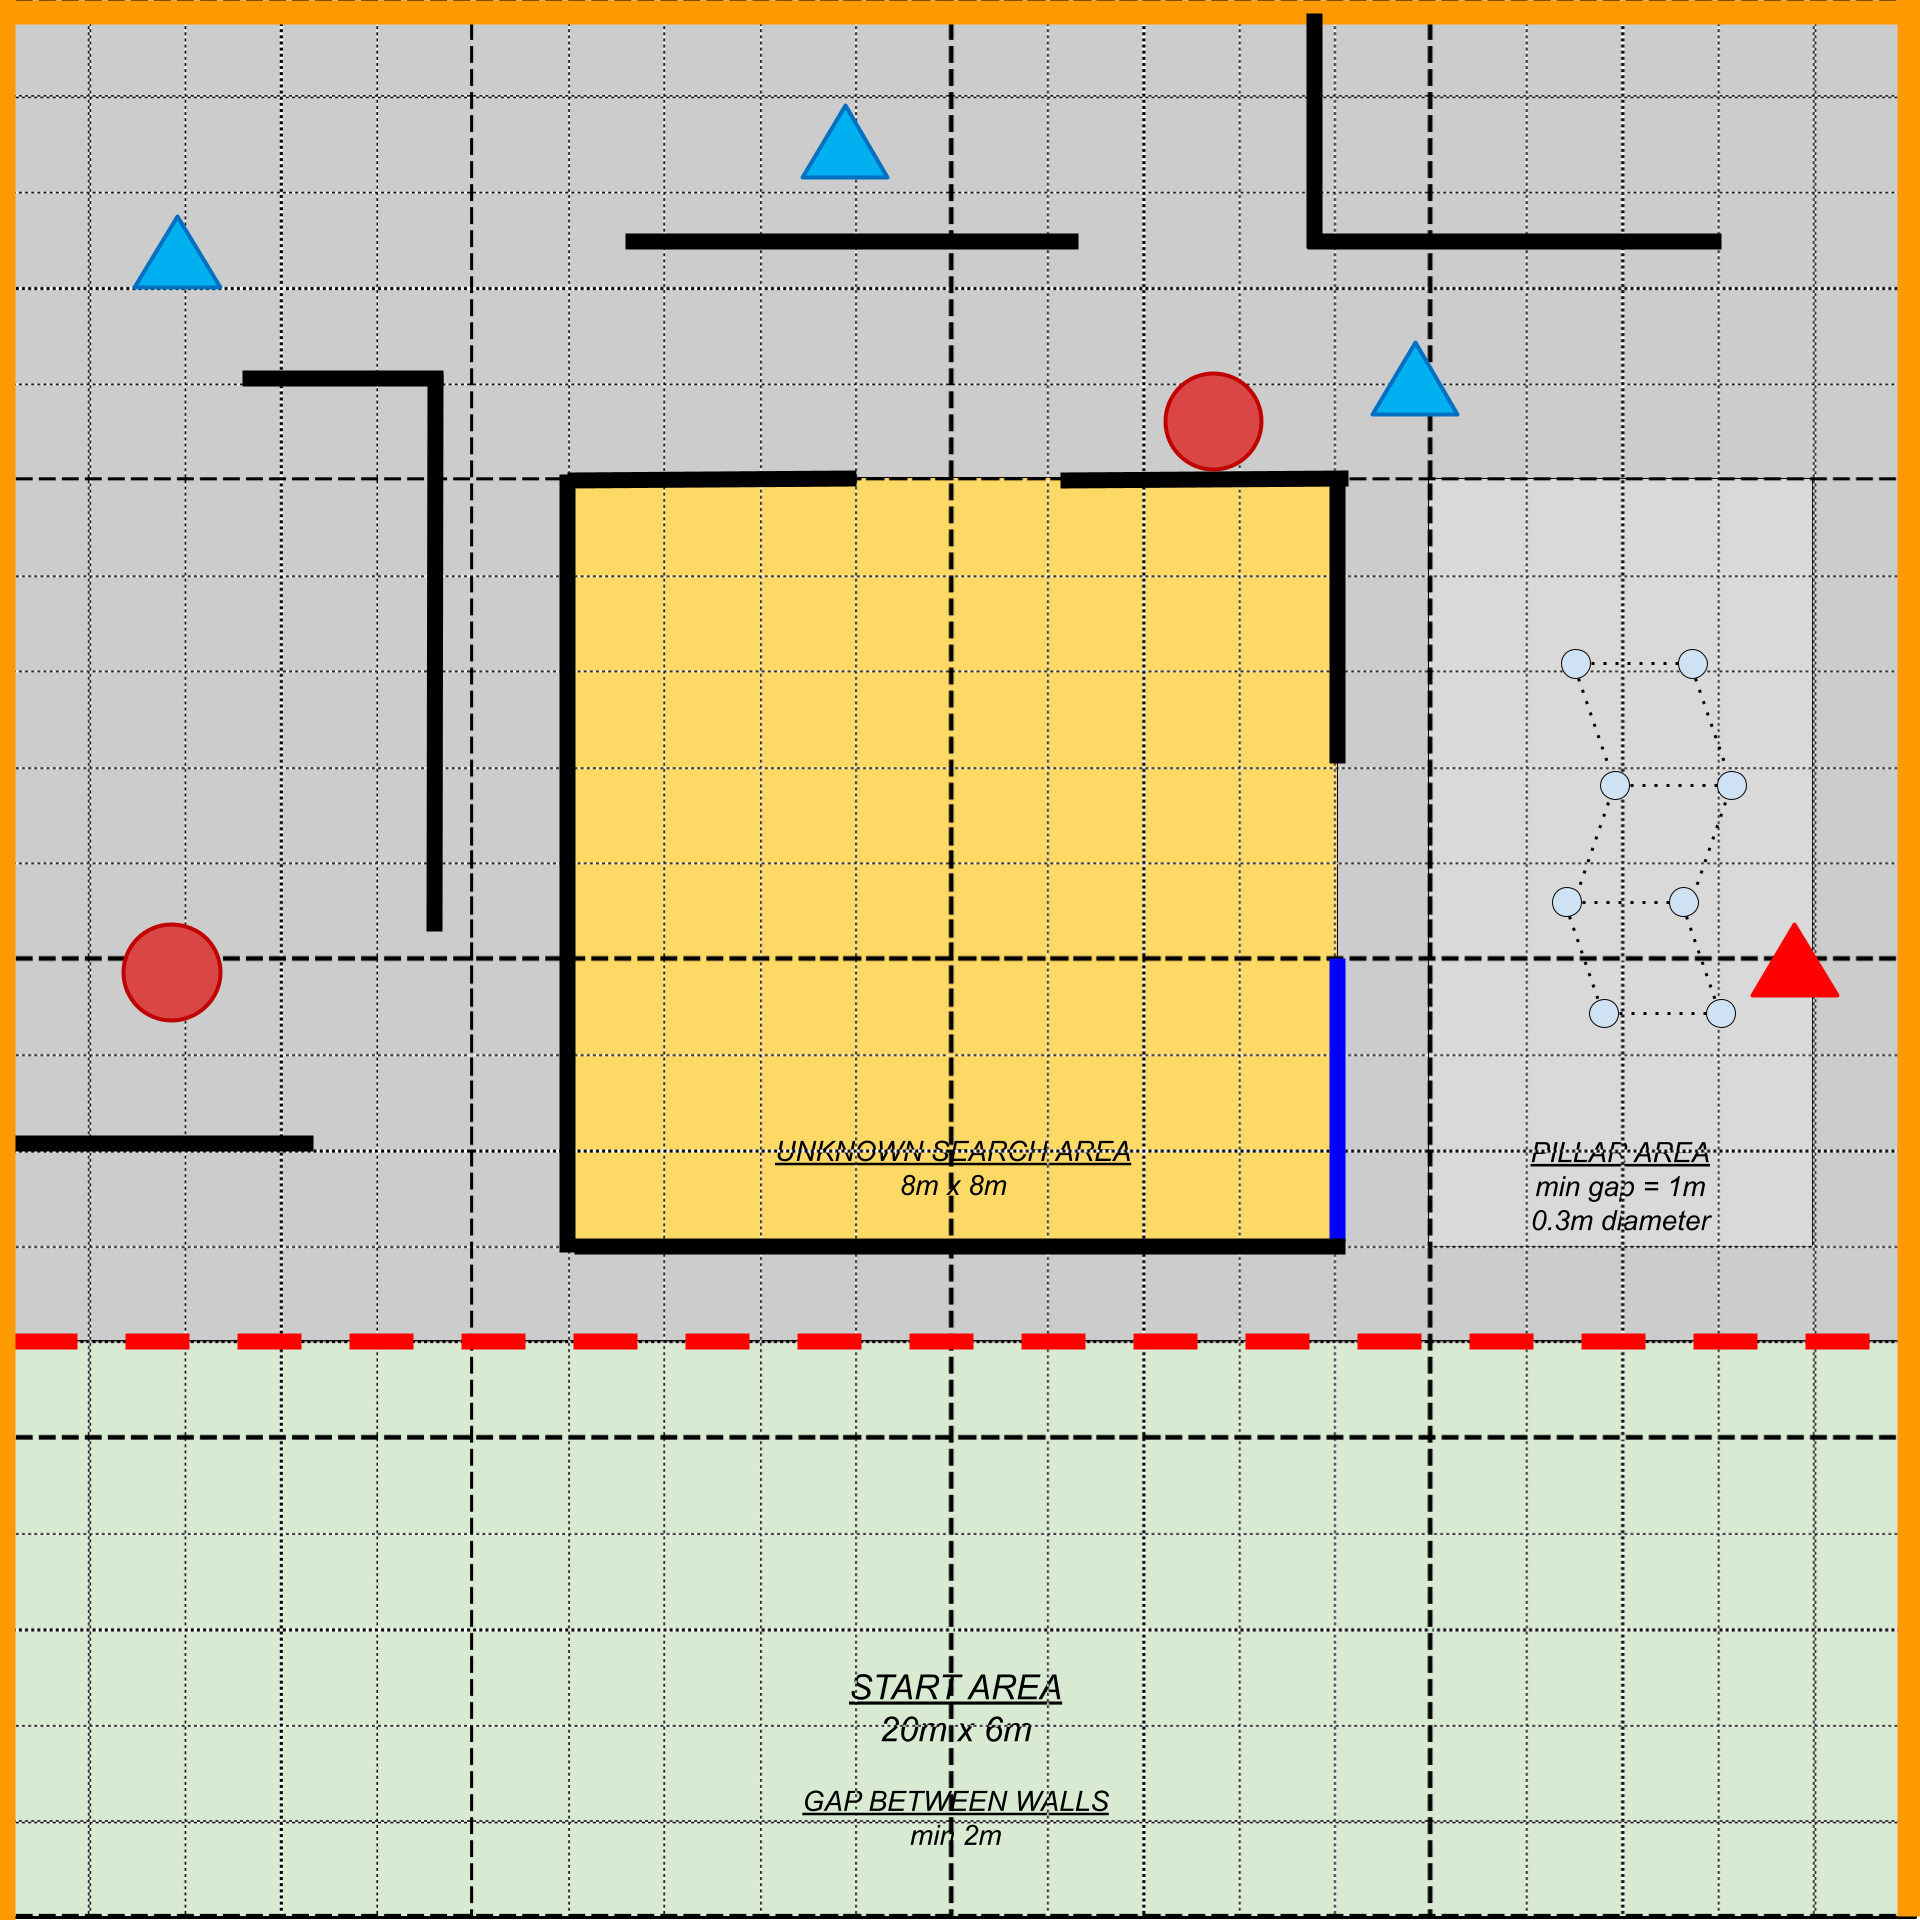 UNKNOWN SEARCH AREA
8m x 8m
PILLAR AREA
min gap = 1m
0.3m diameter
START AREA
20m x 6m
GAP BETWEEN WALLS
min 2m